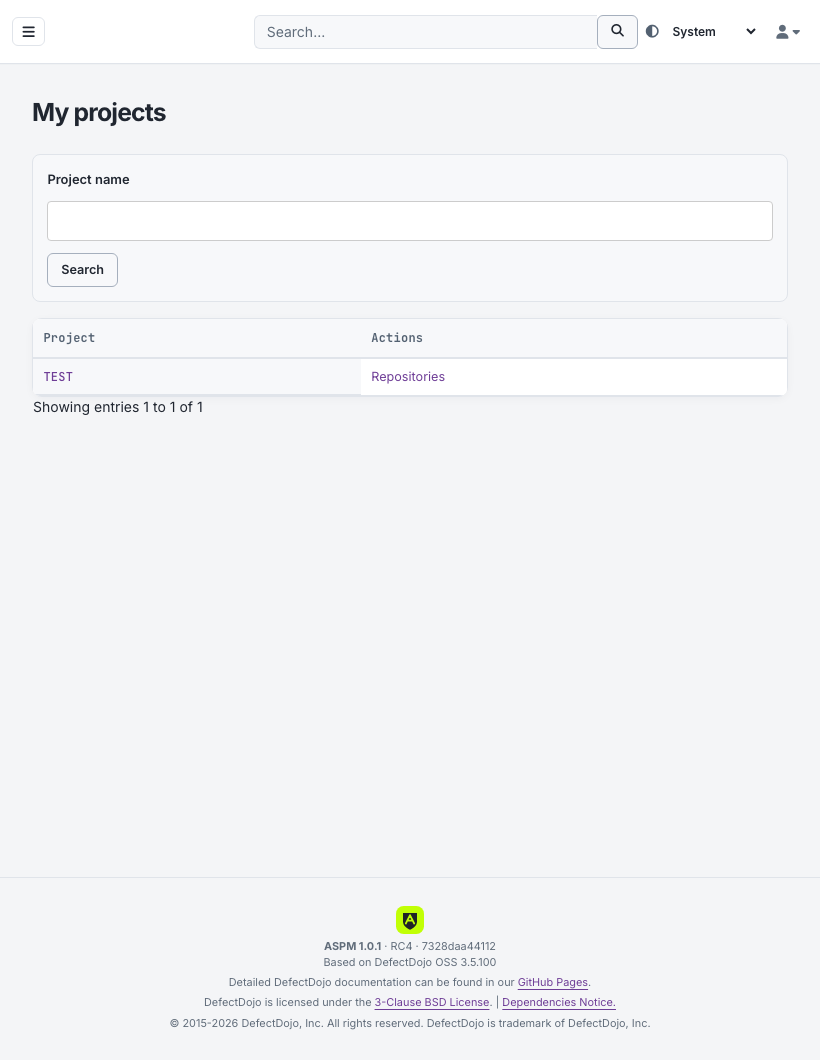 Search...
System
My projects
Project name
Search
Project Actions
TEST Repositories
Showing entries 1 to 1 of 1
ASPM 1.0.1 · RC4 · 7328daa44112
Based on DefectDojo OSS 3.5.100
Detailed DefectDojo documentation can be found in our GitHub Pages.
DefectDojo is licensed under the 3-Clause BSD License. | Dependencies Notice.
© 2015-2026 DefectDojo, Inc. All rights reserved. DefectDojo is trademark of DefectDojo, Inc.